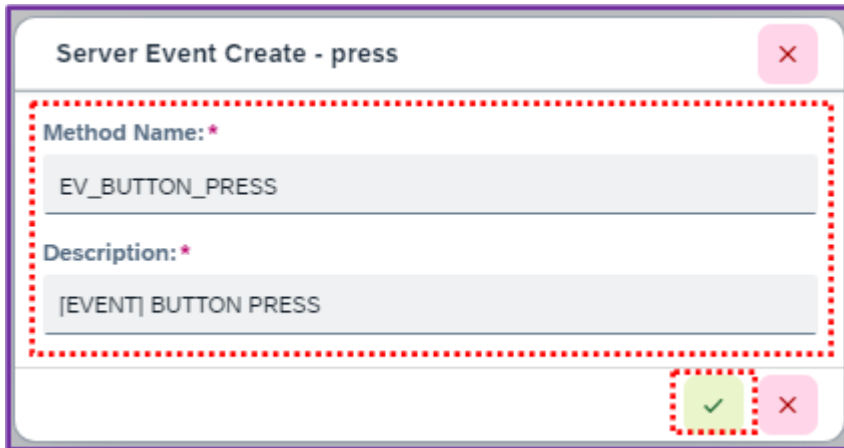 Server Event Create - press
Method Name:*
EV_BUTTON_PRESS
Description:*
[EVENT] BUTTON PRESS